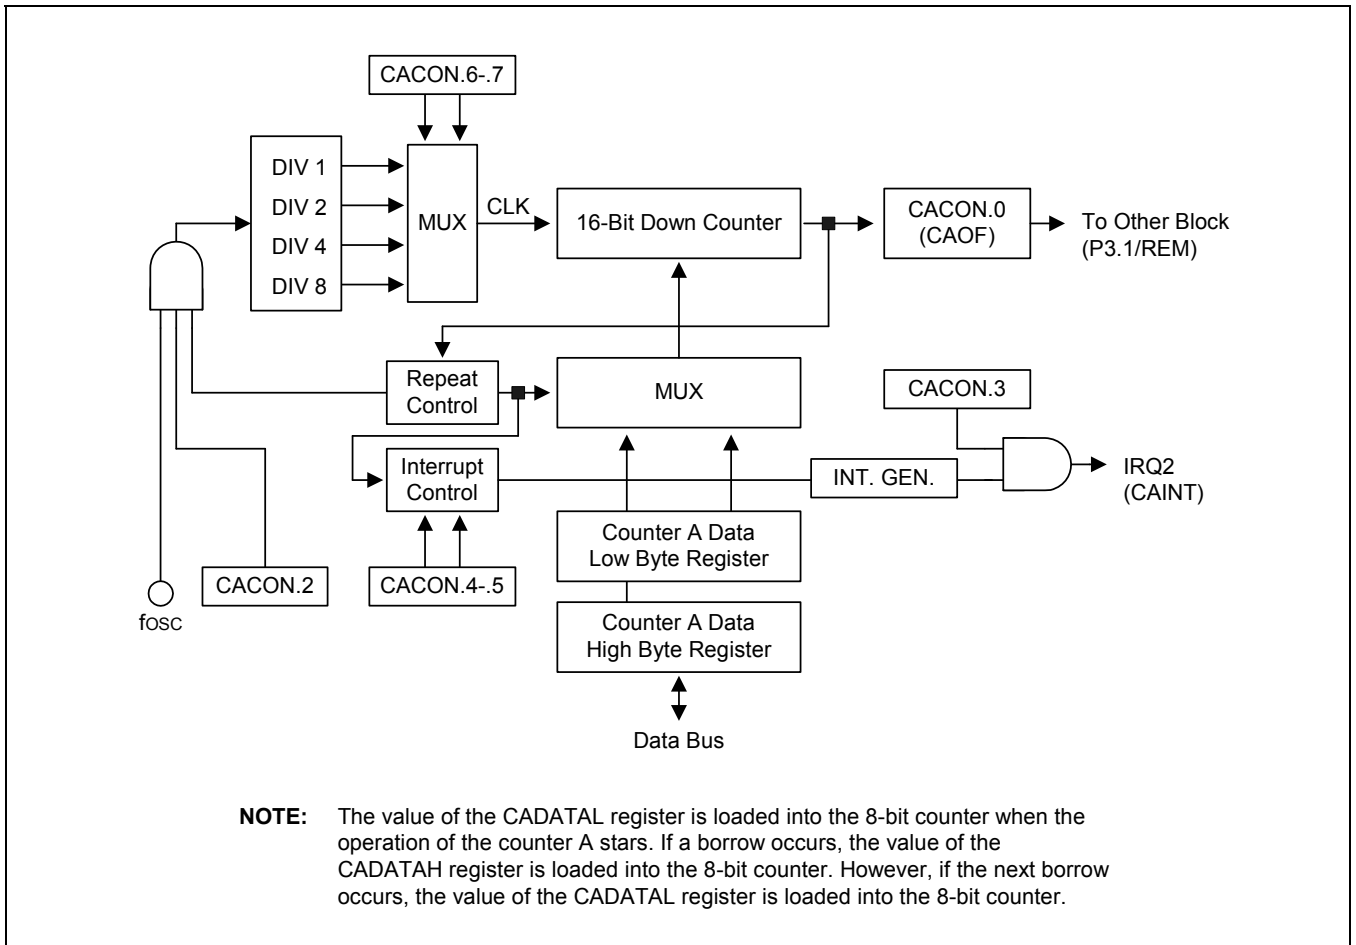 CACON.6-.7
DIV 1
DIV 2
DIV 4
DIV 8
MUX
CLK
16-Bit Down Counter
CACON.0
(CAOF)
To Other Block
(P3.1/REM)
Repeat
Control
MUX
CACON.3
Interrupt
Control
INT. GEN.
IRQ2
(CAINT)
Counter A Data
Low Byte Register
CACON.2
CACON.4-.5
fOSC
Counter A Data
High Byte Register
Data Bus
NOTE: The value of the CADATAL register is loaded into the 8-bit counter when the
operation of the counter A stars. If a borrow occurs, the value of the
CADATAH register is loaded into the 8-bit counter. However, if the next borrow
occurs, the value of the CADATAL register is loaded into the 8-bit counter.